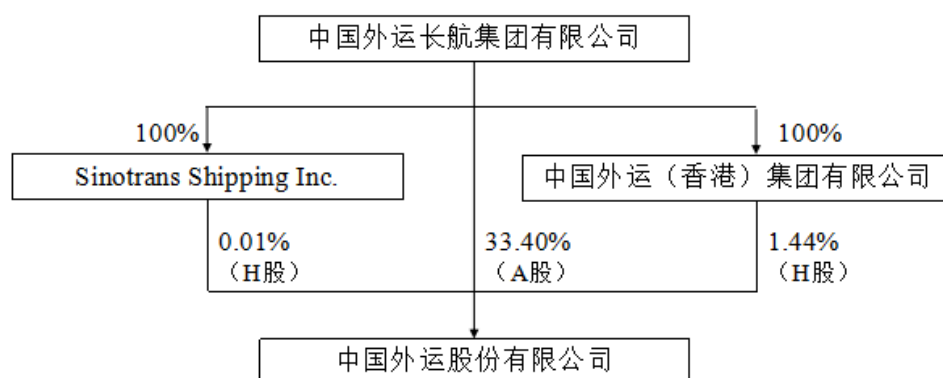 中国外运长航集团有限公司
100%
100%
Sinotrans Shipping Inc.
中国外运（香港）集团有限公司
0.01%
（H股）
33.40%
（A股）
1.44%
（H股）
中国外运股份有限公司